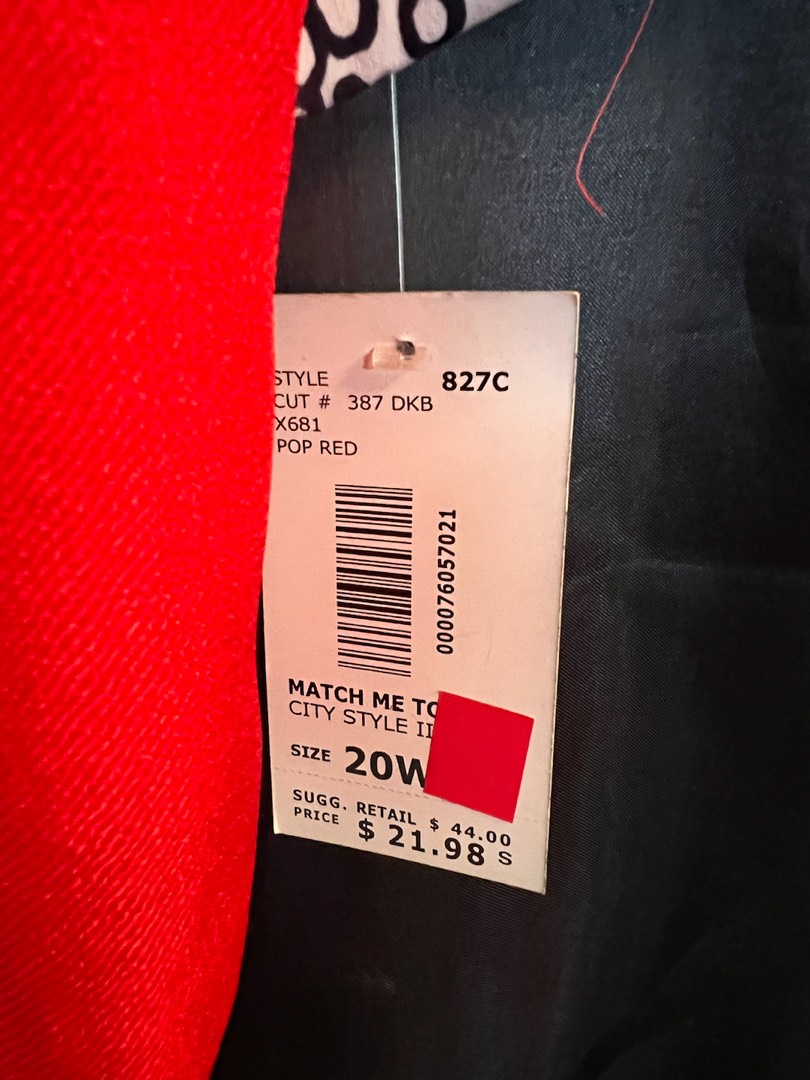 STYLE 827C
CUT # 387 DKB
X681
POP RED
000076057021
MATCH ME
CITY STYLE
SIZE 20W
SUGG. RETAIL $ 44.00
PRICE $ 21.98 S